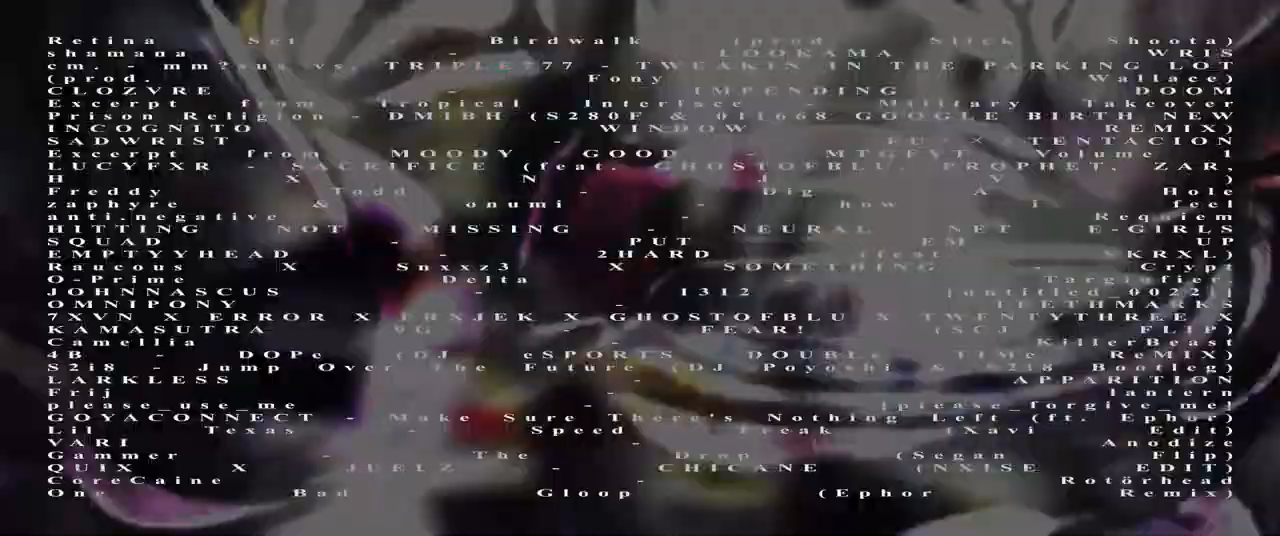 Retina Set - Birdwalk (prod. Slick Shoota)
shamana - LOOKAMA WRIS
em. mm?sus vs. TRIPLET777 - TWEAKIN IN THE PARKING LOT
(prod. Fony Wallace)
CLOZVRE - IMPENDING DOOM
Excerpt from Tropical Interface - Military Takeover
Prison Religion - DMIBH (S280F & 011668 GOOGLE BIRTH NEW
INCOGNITO WINDOW REMIX)
SADWRIST - TENTACION
Excerpt from MOODY GOOD - MTGFYT Volume 1
LUCYFXR - SACRIFICE (feat. GHOSTOFBLU, PROPHET, ZAR,
H X N Y )
Freddy Todd - Dig A Hole
zaphyre & onumi - how i feel
anti.negative - Requiem
HITTING NOT MISSING - NEURAL NET E-GIRLS
SQUAD - PUT EM UP
EMPTYYHEAD - 2HARD (feat. VKRXL)
Raucous X Snxxz3 X SOMETHING - Crypt
O-Prime Delta -
JOHNNASCUS - 1312 [untitled 0022]
OMNIPONY - TEETHMARKS
7XVN X ERROR X HXJEK X GHOSTOFBLU X TWENTYTHREE X
KAMASUTRA 9G - FEAR! (SCJ FLIP)
Camellia - KillerBeast
4B - DOPe (DJ eSPORTS DOUBLE TIME ReMIX)
S2i8 - Jump Over The Future (DJ Poyoshi & 2i8 Bootleg)
LARKLESS - APPARITION
Frij - lantern
please_use_me - [please_forgive_me]
GOYACONNECT - Make Sure There's Nothing Left (ft. Ephor)
Lil Texas - Speed Freak (Xavi Edit)
VARI - Anodize
Gammer - The Drop (Segan Flip)
QUIX X JUELZ - CHICANE (NXISE EDIT)
CoreCaine - Rotörhead
One Bad Gloop (Ephor Remix)